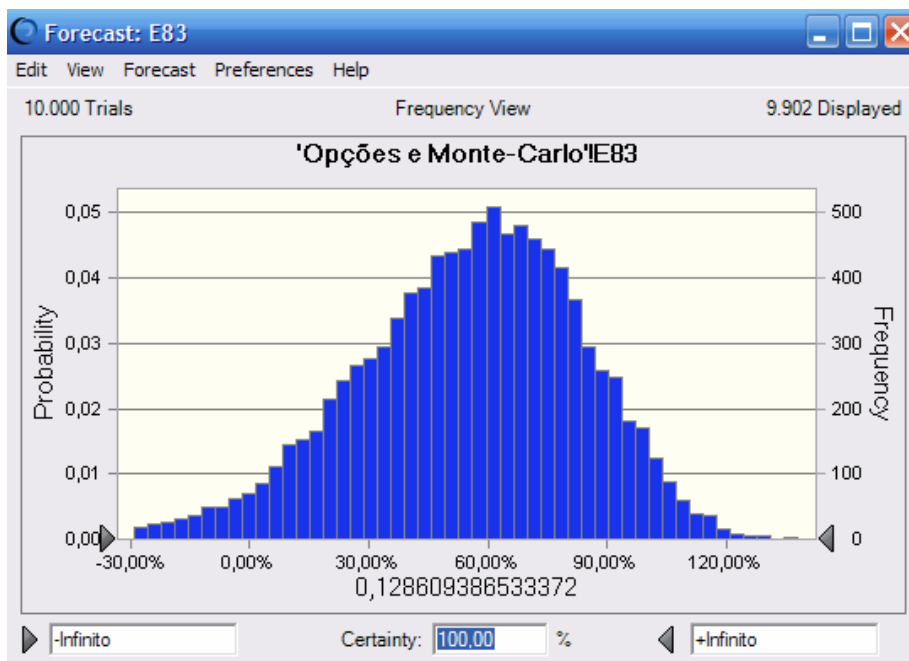 Forecast: E83
Edit View Forecast Preferences Help
10.000 Trials Frequency View 9.902 Displayed
'Opções e Monte-Carlo'!E83
Probability
0,05
0,04
0,03
0,02
0,01
0,00
500
400
300
200
100
0
Frequency
-30,00% 0,00% 30,00% 60,00% 90,00% 120,00%
0,128609386533372
-Infinito Certainty: 100,00 % +Infinito